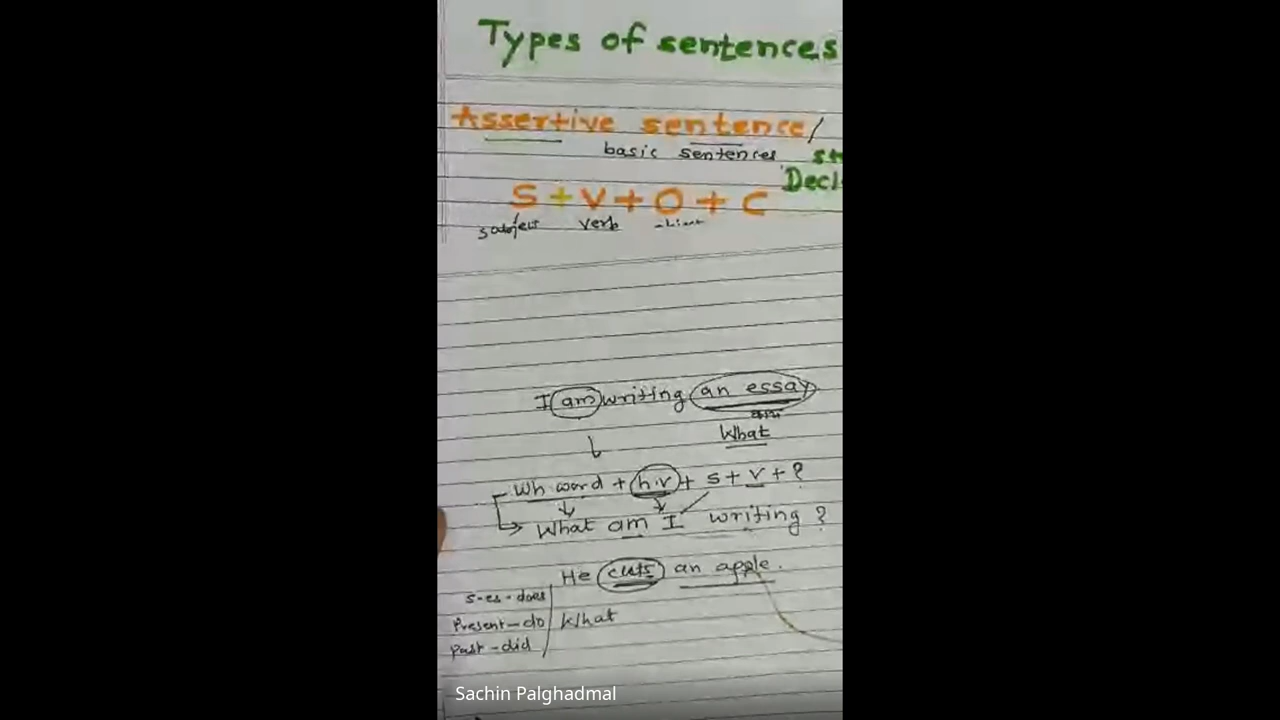 Types of sentences
Assertive sentence/
basic sentences
Decl
S + V + O + C
subject verb
I am writing an essay
What
Wh word + h.v + S + V + ?
What am I writing ?
He cuts an apple.
s-es-does
Present-do What
Past-did
Sachin Palghadmal